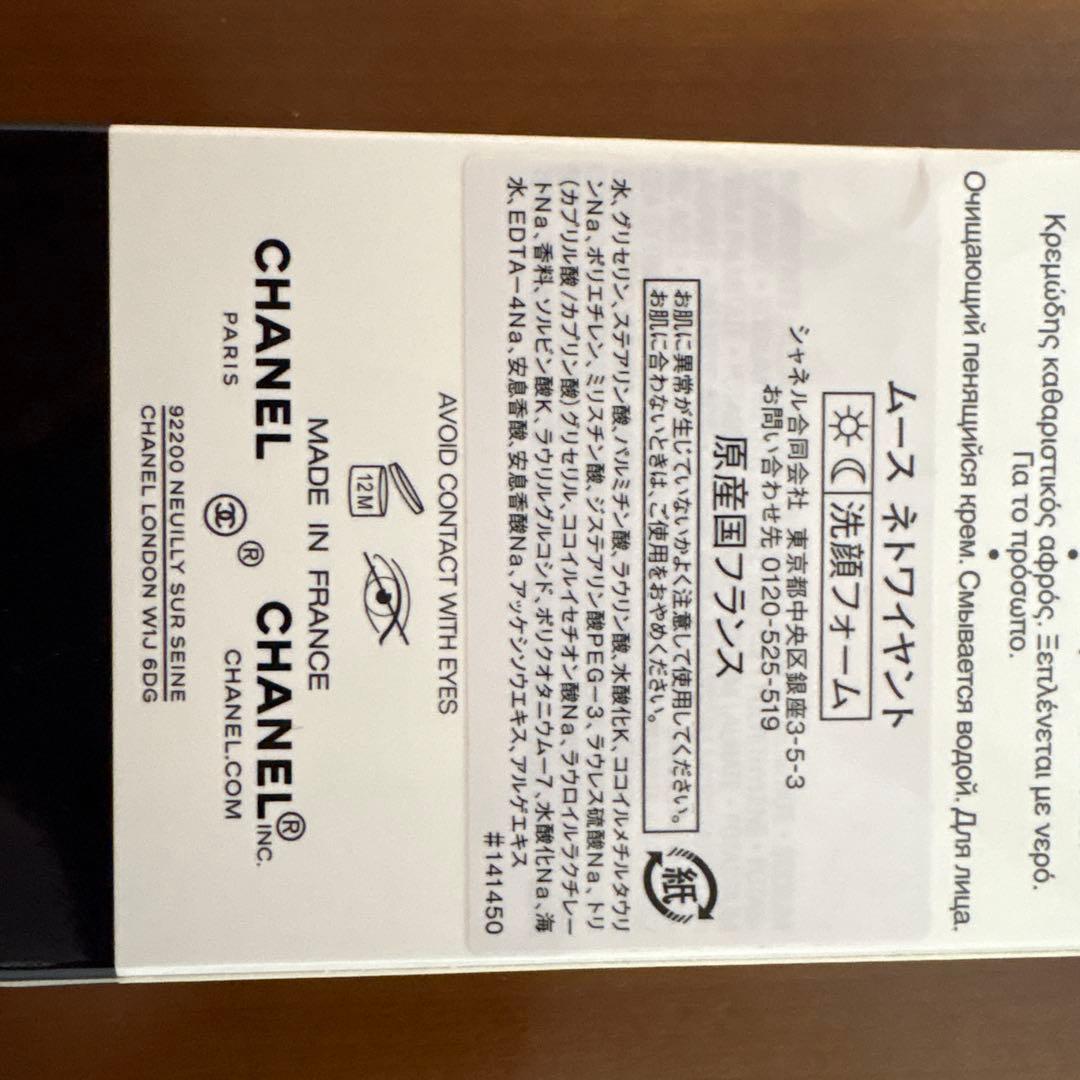 Κρεμώδης καθαριστικός αφρός. Ξεπλένεται με νερό.
Για το πρόσωπο.
Очищающий пенящийся крем. Смывается водой. Для лица.
ムース ネトワイヤント
洗顔フォーム
シャネル合同会社 東京都中央区銀座3-5-3
お問い合わせ先 0120-525-519
原産国フランス
お肌に異常が生じていないかよく注意して使用してください。
お肌に合わないときは、ご使用をおやめください。
紙
水、グリセリン、ステアリン酸、パルミチン酸、ラウリン酸、水酸化K、ココイルメチルタウリ
ンNa、ポリエチレン、ミリスチン酸、ジステアリン酸PEG-3、ラウレス硫酸Na、トリ
(カプリル酸/カプリン酸)グリセリル、ココイルイセチオン酸Na、ラウロイルラクチレー
トNa、香料、ソルビン酸K、ラウリルグルコシド、ポリクオタニウム-7、水酸化Na、海
水、EDTA-4Na、安息香酸、安息香酸Na、アッケシソウエキス、アルゲエキス
#141450
AVOID CONTACT WITH EYES
12M
MADE IN FRANCE
CHANEL ® CHANEL® INC.
PARIS CHANEL.COM
92200 NEUILLY SUR SEINE
CHANEL LONDON W1J 6DG